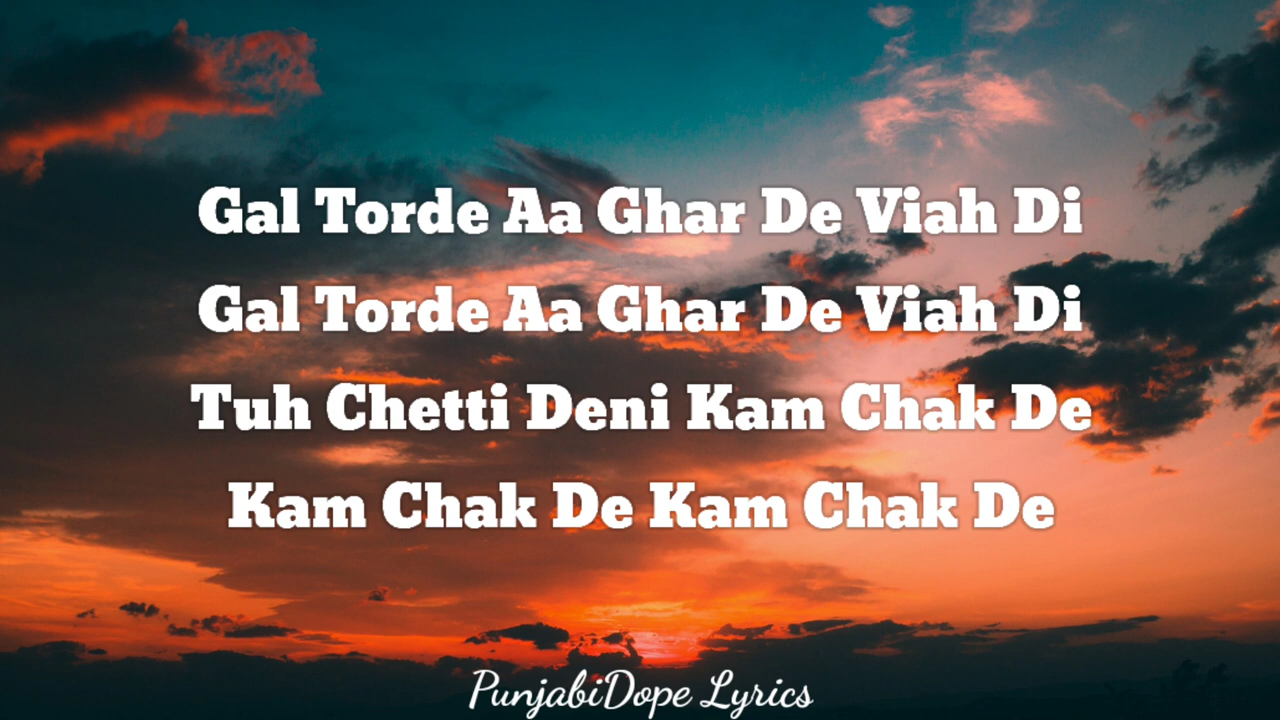 Gal Torde Aa Ghar De Viah Di
Gal Torde Aa Ghar De Viah Di
Tuh Chetti Deni Kam Chak De
Kam Chak De Kam Chak De
PunjabiDope Lyrics